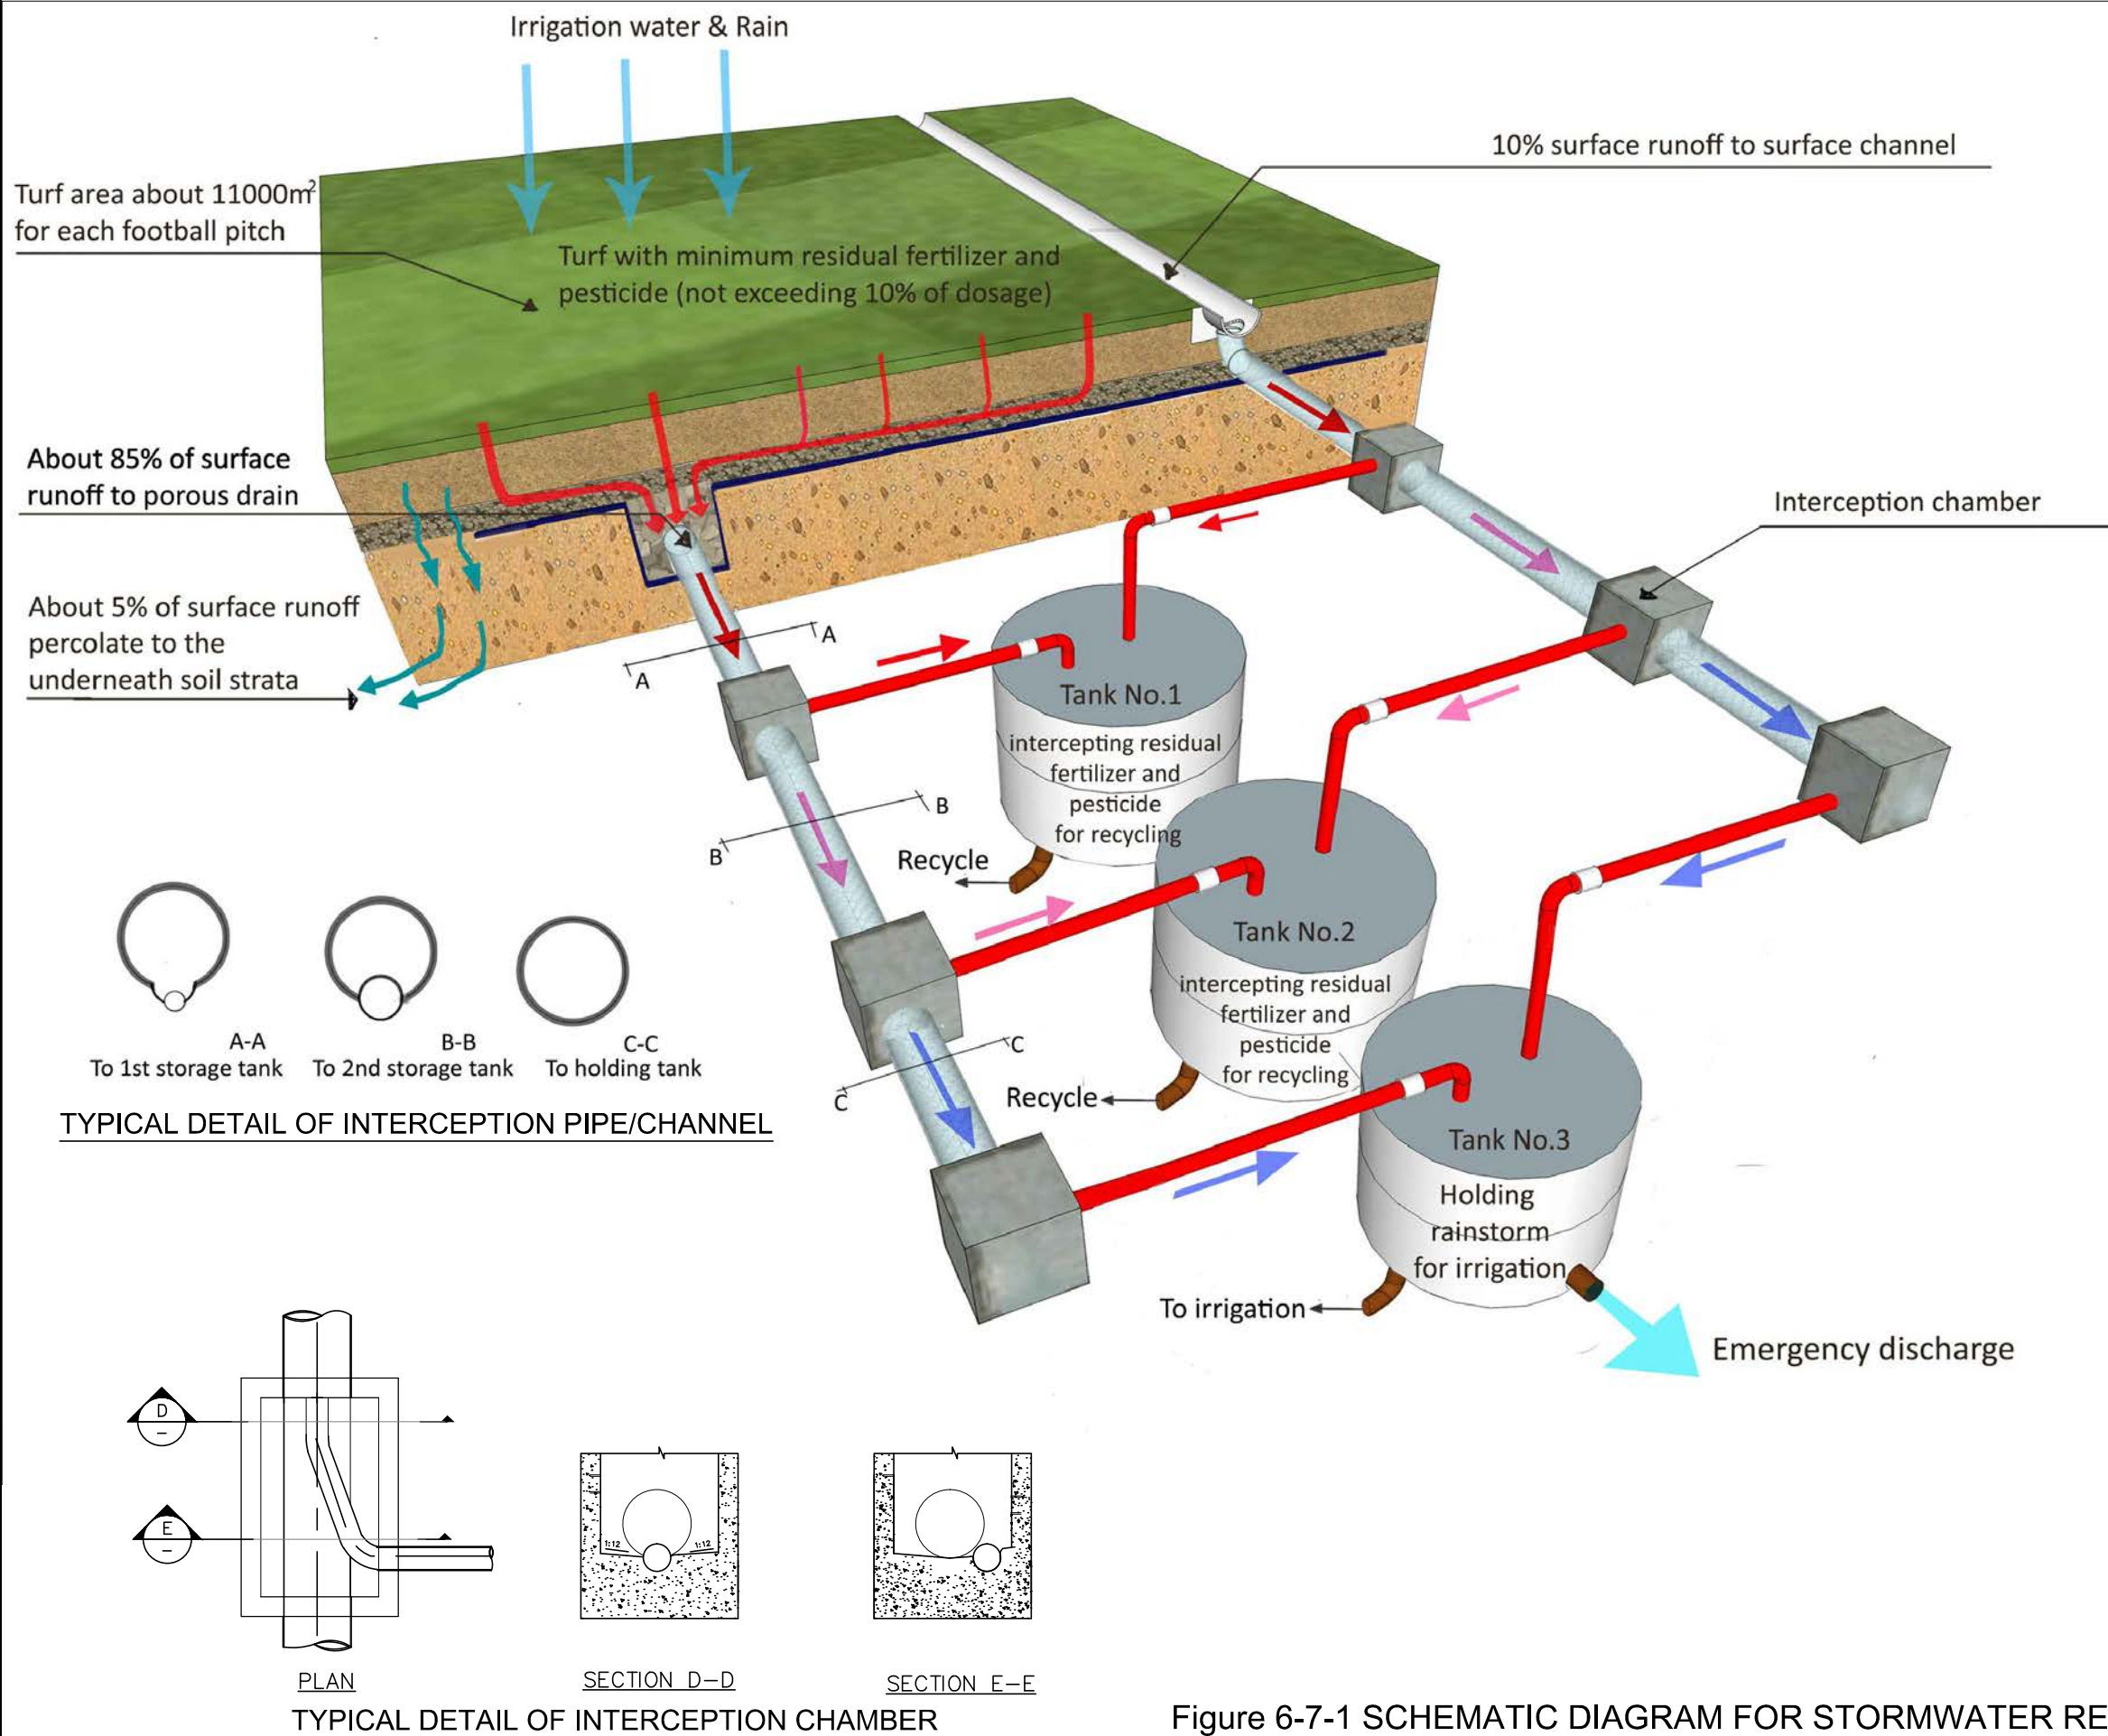 Irrigation water & Rain
10% surface runoff to surface channel
Turf area about 11000m²
for each football pitch
Turf with minimum residual fertilizer and
pesticide (not exceeding 10% of dosage)
About 85% of surface
runoff to porous drain
Interception chamber
About 5% of surface runoff
percolate to the
underneath soil strata
A
A
Tank No.1
intercepting residual
fertilizer and
pesticide
for recycling
B
B
Recycle
Tank No.2
intercepting residual
fertilizer and
pesticide
for recycling
C
C
Recycle
Tank No.3
Holding
rainstorm
for irrigation
To irrigation
Emergency discharge
A-A
To 1st storage tank
B-B
To 2nd storage tank
C-C
To holding tank
TYPICAL DETAIL OF INTERCEPTION PIPE/CHANNEL
D
–
E
–
1:12
1:12
PLAN
SECTION D–D
SECTION E–E
TYPICAL DETAIL OF INTERCEPTION CHAMBER
Figure 6-7-1 SCHEMATIC DIAGRAM FOR STORMWATER RE